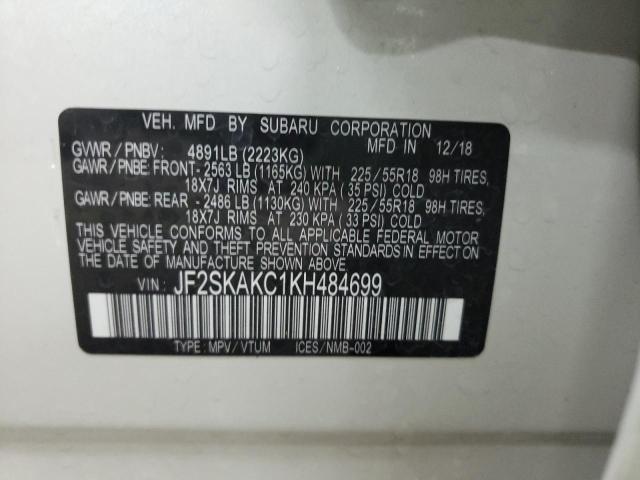 VEH. MFD BY SUBARU CORPORATION
MFD IN 12/18
GVWR / PNBV : 4891LB (2223KG)
GAWR / PNBE: FRONT- 2563 LB (1165KG) WITH 225/55R18 98H TIRES,
18X7J RIMS AT 240 KPA ( 35 PSI) COLD
GAWR / PNBE: REAR - 2486 LB (1130KG) WITH 225/55R18 98H TIRES,
18X7J RIMS AT 230 KPA ( 33 PSI) COLD
THIS VEHICLE CONFORMS TO ALL APPLICABLE FEDERAL MOTOR
VEHICLE SAFETY AND THEFT PREVENTION STANDARDS IN EFFECT ON
THE DATE OF MANUFACTURE SHOWN ABOVE.
VIN: JF2SKAKC1KH484699
TYPE : MPV / VTUM ICES/NMB-002